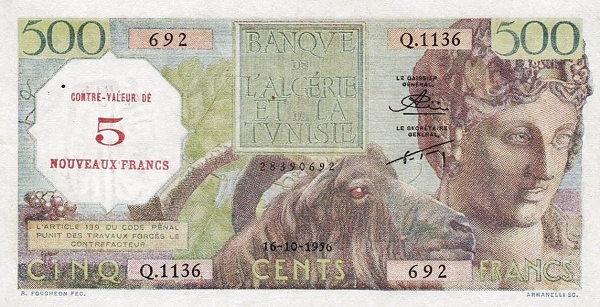 500
692
BANQUE
DE
L'ALGÉRIE
ET DE LA
TUNISIE
Q.1136
500
CONTRE-VALEUR DE
5
NOUVEAUX FRANCS
LE CAISSIER
GÉNÉRAL,
LE SECRÉTAIRE
GÉNÉRAL,
28390692
L'ARTICLE 139 DU CODE PÉNAL
PUNIT DES TRAVAUX FORCÉS LE
CONTREFACTEUR
16-10-1956
CINQ
Q.1136
CENTS
692
FRANCS
E. POUGHEON FEC.
ARMANELLI SC.